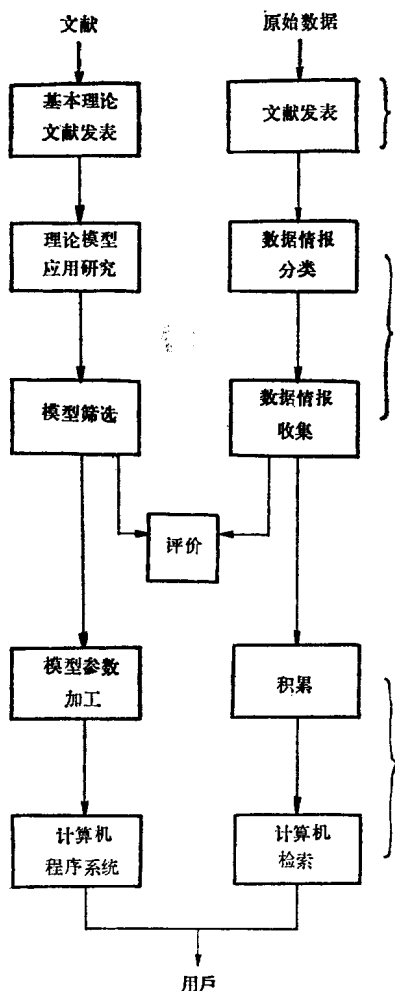 文献
原始数据
基本理论
文献发表
文献发表
理论模型
应用研究
数据情报
分类
模型筛选
数据情报
收集
评价
模型参数
加工
积累
计算机
程序系统
计算机
检索
用户